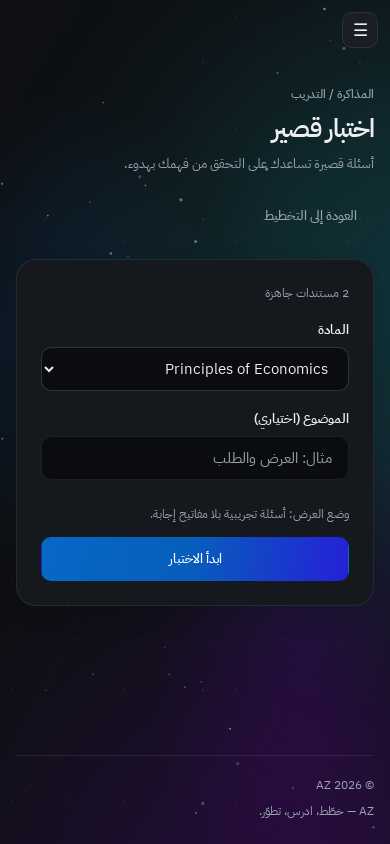 ☰
المذاكرة / التدريب
اختبار قصير
أسئلة قصيرة تساعدك على التحقق من فهمك بهدوء.
العودة إلى التخطيط
2 مستندات جاهزة
المادة
Principles of Economics
الموضوع (اختياري)
مثال: العرض والطلب
وضع العرض: أسئلة تجريبية بلا مفاتيح إجابة.
ابدأ الاختبار
© 2026 AZ
AZ — خطّط، ادرس، تطوّر.